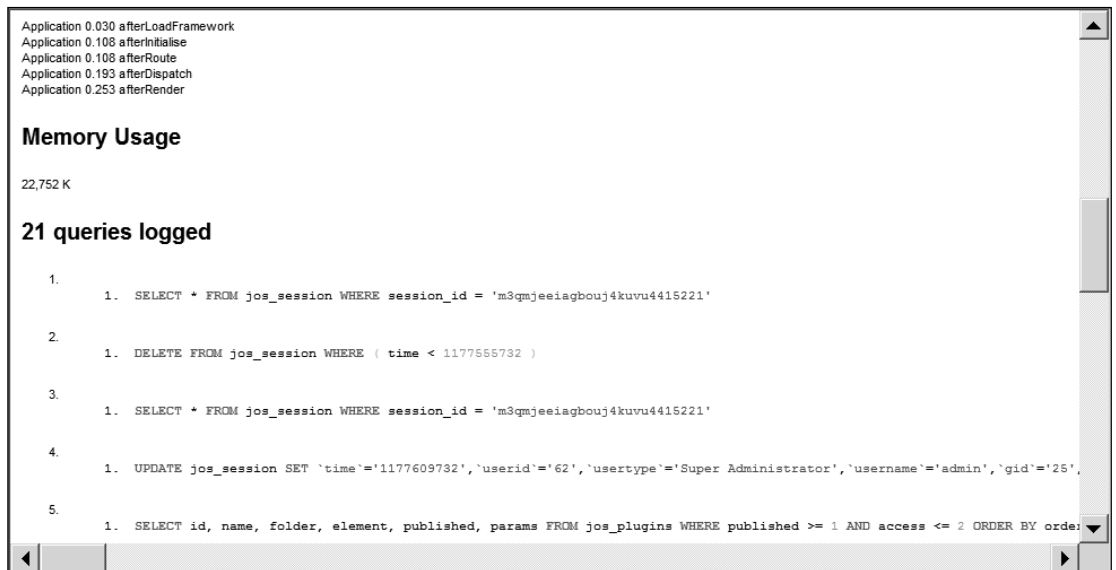 Application 0.030 afterLoadFramework
Application 0.108 afterInitialise
Application 0.108 afterRoute
Application 0.193 afterDispatch
Application 0.253 afterRender
Memory Usage
22,752 K
21 queries logged
1.
1. SELECT * FROM jos_session WHERE session_id = 'm3qmjeeiagbouj4kuvu4415221'
2.
1. DELETE FROM jos_session WHERE ( time < 1177555732 )
3.
1. SELECT * FROM jos_session WHERE session_id = 'm3qmjeeiagbouj4kuvu4415221'
4.
1. UPDATE jos_session SET `time`='1177609732',`userid`='62',`usertype`='Super Administrator',`username`='admin',`gid`='25',
5.
1. SELECT id, name, folder, element, published, params FROM jos_plugins WHERE published >= 1 AND access <= 2 ORDER BY order